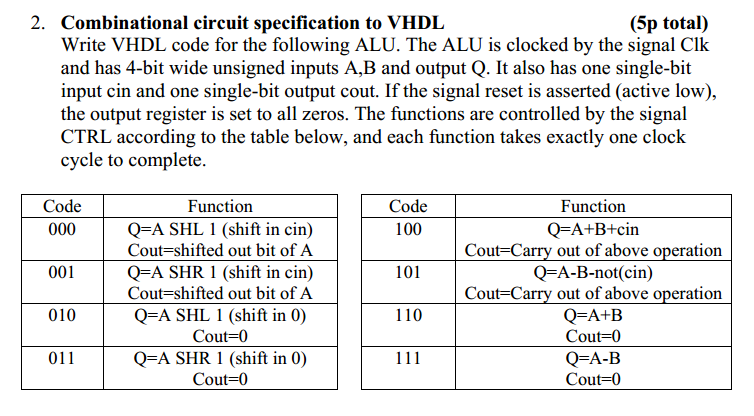 2. Combinational circuit specification to VHDL (5p total)
Write VHDL code for the following ALU. The ALU is clocked by the signal Clk
and has 4-bit wide unsigned inputs A,B and output Q. It also has one single-bit
input cin and one single-bit output cout. If the signal reset is asserted (active low),
the output register is set to all zeros. The functions are controlled by the signal
CTRL according to the table below, and each function takes exactly one clock
cycle to complete.
Code Function
000 Q=A SHL 1 (shift in cin)
Cout=shifted out bit of A
001 Q=A SHR 1 (shift in cin)
Cout=shifted out bit of A
010 Q=A SHL 1 (shift in 0)
Cout=0
011 Q=A SHR 1 (shift in 0)
Cout=0
Code Function
100 Q=A+B+cin
Cout=Carry out of above operation
101 Q=A-B-not(cin)
Cout=Carry out of above operation
110 Q=A+B
Cout=0
111 Q=A-B
Cout=0